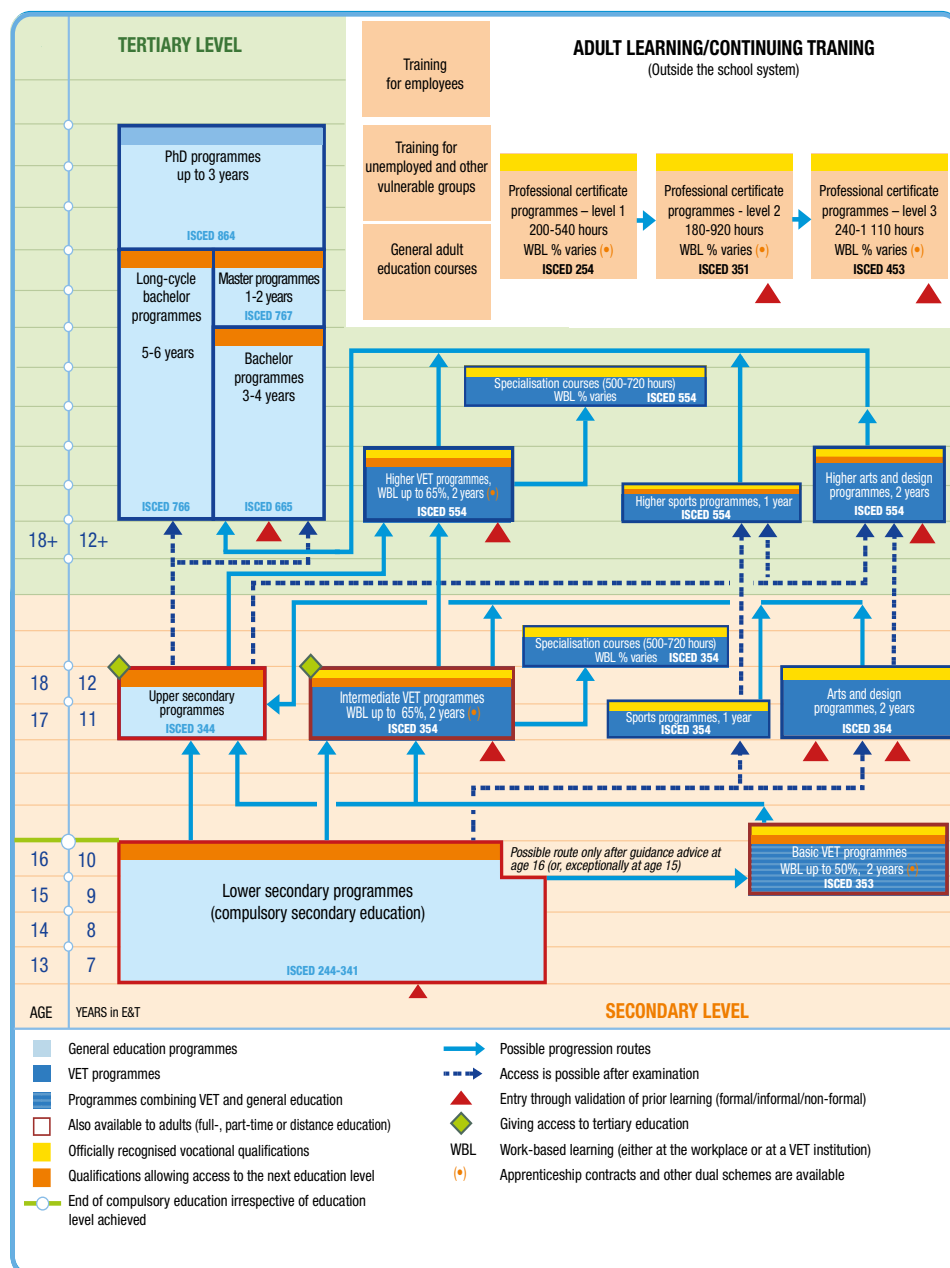 TERTIARY LEVEL
ADULT LEARNING/CONTINUING TRANING
(Outside the school system)
Training
for employees
Training for
unemployed and other
vulnerable groups
General adult
education courses
Professional certificate
programmes – level 1
200-540 hours
WBL % varies (•)
ISCED 254
Professional certificate
programmes - level 2
180-920 hours
WBL % varies (•)
ISCED 351
Professional certificate
programmes – level 3
240-1 110 hours
WBL % varies (•)
ISCED 453
PhD programmes
up to 3 years
ISCED 864
Long-cycle
bachelor
programmes
5-6 years
ISCED 766
Master programmes
1-2 years
ISCED 767
Bachelor
programmes
3-4 years
ISCED 665
Specialisation courses (500-720 hours)
WBL % varies ISCED 554
Higher VET programmes,
WBL up to 65%, 2 years (•)
ISCED 554
Higher sports programmes, 1 year
ISCED 554
Higher arts and design
programmes, 2 years
ISCED 554
18+ 12+
Specialisation courses (500-720 hours)
WBL % varies ISCED 354
18 12
17 11
Upper secondary
programmes
ISCED 344
Intermediate VET programmes
WBL up to 65%, 2 years (•)
ISCED 354
Sports programmes, 1 year
ISCED 354
Arts and design
programmes, 2 years
ISCED 354
16 10
15 9
14 8
13 7
Lower secondary programmes
(compulsory secondary education)
ISCED 244-341
Possible route only after guidance advice at
age 16 (or, exceptionally at age 15)
Basic VET programmes
WBL up to 50%, 2 years (•)
ISCED 353
AGE YEARS in E&T
SECONDARY LEVEL
General education programmes
VET programmes
Programmes combining VET and general education
Also available to adults (full-, part-time or distance education)
Officially recognised vocational qualifications
Qualifications allowing access to the next education level
End of compulsory education irrespective of education
level achieved
Possible progression routes
Access is possible after examination
Entry through validation of prior learning (formal/informal/non-formal)
Giving access to tertiary education
WBL Work-based learning (either at the workplace or at a VET institution)
(•) Apprenticeship contracts and other dual schemes are available